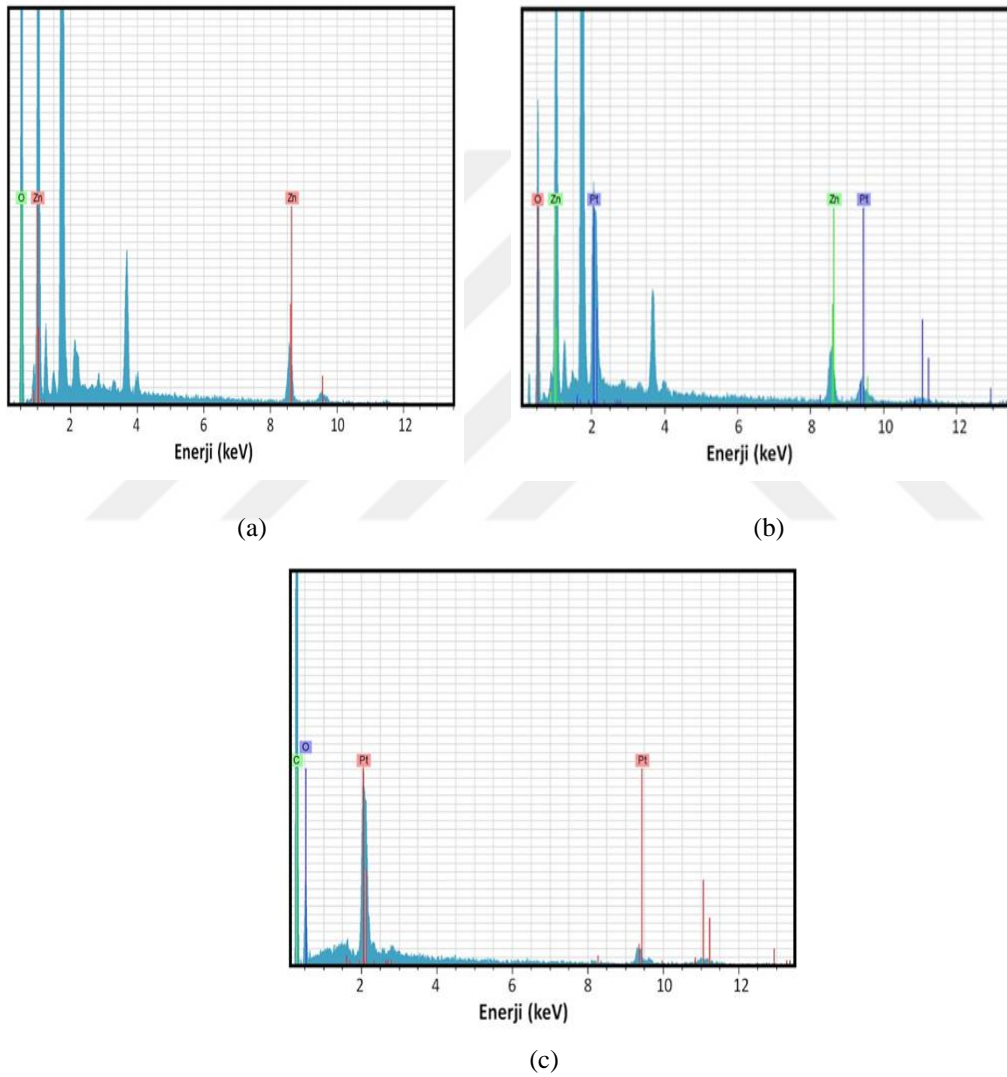 O Zn Zn
2 4 6 8 10 12
Enerji (keV)
(a)
O Zn Pt Zn Pt
2 4 6 8 10 12
Enerji (keV)
(b)
O
C Pt Pt
2 4 6 8 10 12
Enerji (keV)
(c)